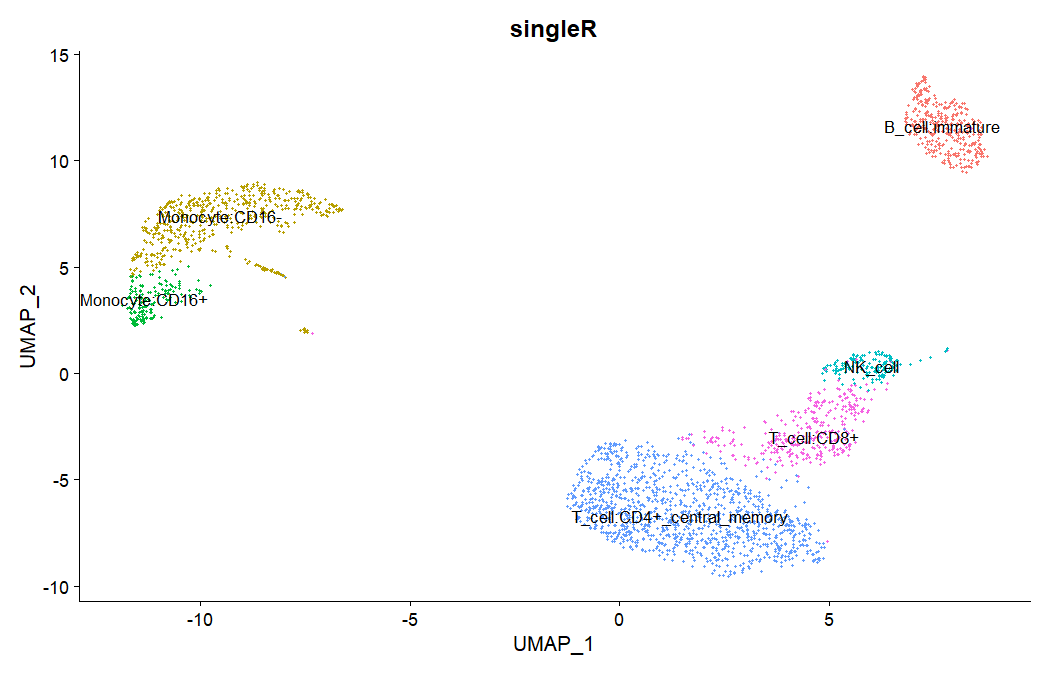 singleR
15
B_cell:immature
10
Monocyte:CD16-
5
Monocyte:CD16+
UMAP_2
0
NK_cell
T_cell:CD8+
-5
T_cell:CD4+_central_memory
-10
-10 -5 0 5
UMAP_1